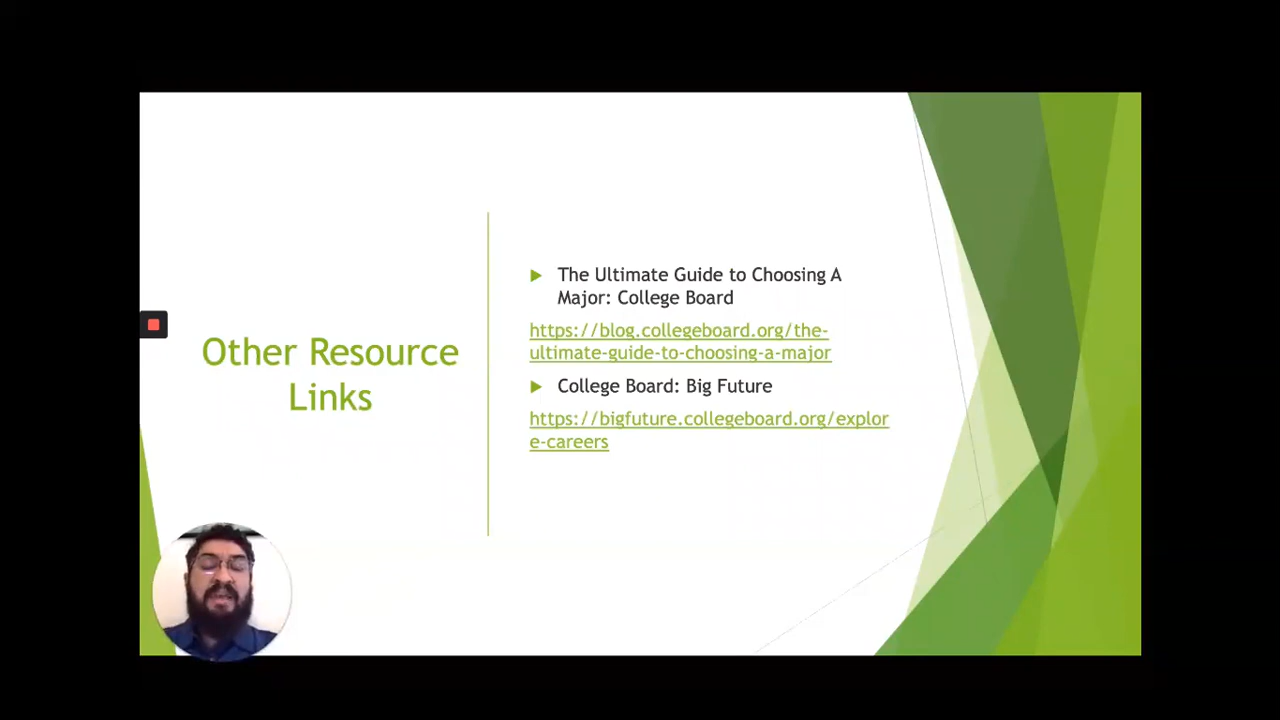 Other Resource
Links
The Ultimate Guide to Choosing A
Major: College Board
https://blog.collegeboard.org/the-
ultimate-guide-to-choosing-a-major
College Board: Big Future
https://bigfuture.collegeboard.org/explor
e-careers